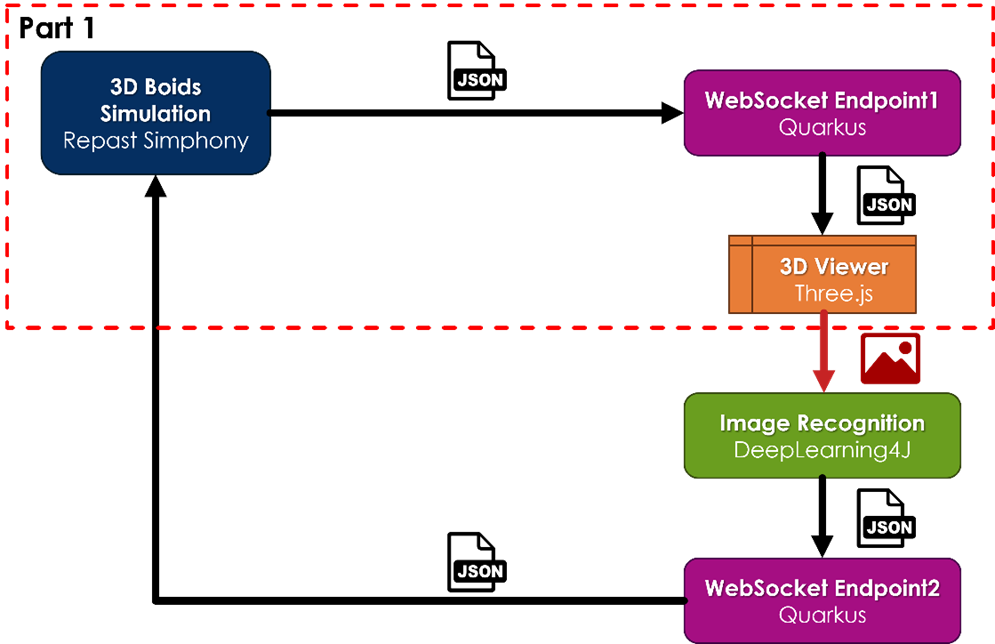 Part 1
JSON
3D Boids
Simulation
Repast Simphony
WebSocket Endpoint1
Quarkus
JSON
3D Viewer
Three.js
Image Recognition
DeepLearning4J
JSON
JSON
WebSocket Endpoint2
Quarkus